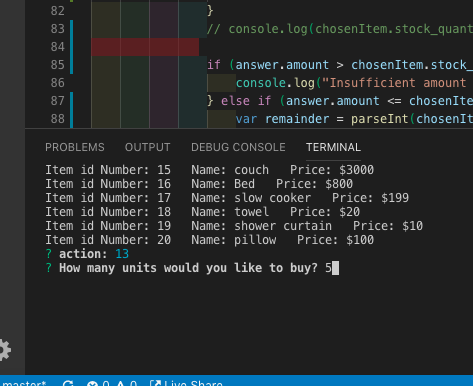 82 }
83 // console.log(chosenItem.stock_quant
84
85 if (answer.amount > chosenItem.stock_
86 console.log("Insufficient amount
87 } else if (answer.amount <= chosenIte
88 var remainder = parseInt(chosenIt
PROBLEMS OUTPUT DEBUG CONSOLE TERMINAL
Item id Number: 15 Name: couch Price: $3000
Item id Number: 16 Name: Bed Price: $800
Item id Number: 17 Name: slow cooker Price: $199
Item id Number: 18 Name: towel Price: $20
Item id Number: 19 Name: shower curtain Price: $10
Item id Number: 20 Name: pillow Price: $100
? action: 13
? How many units would you like to buy? 5
master* 0 0 Live Share